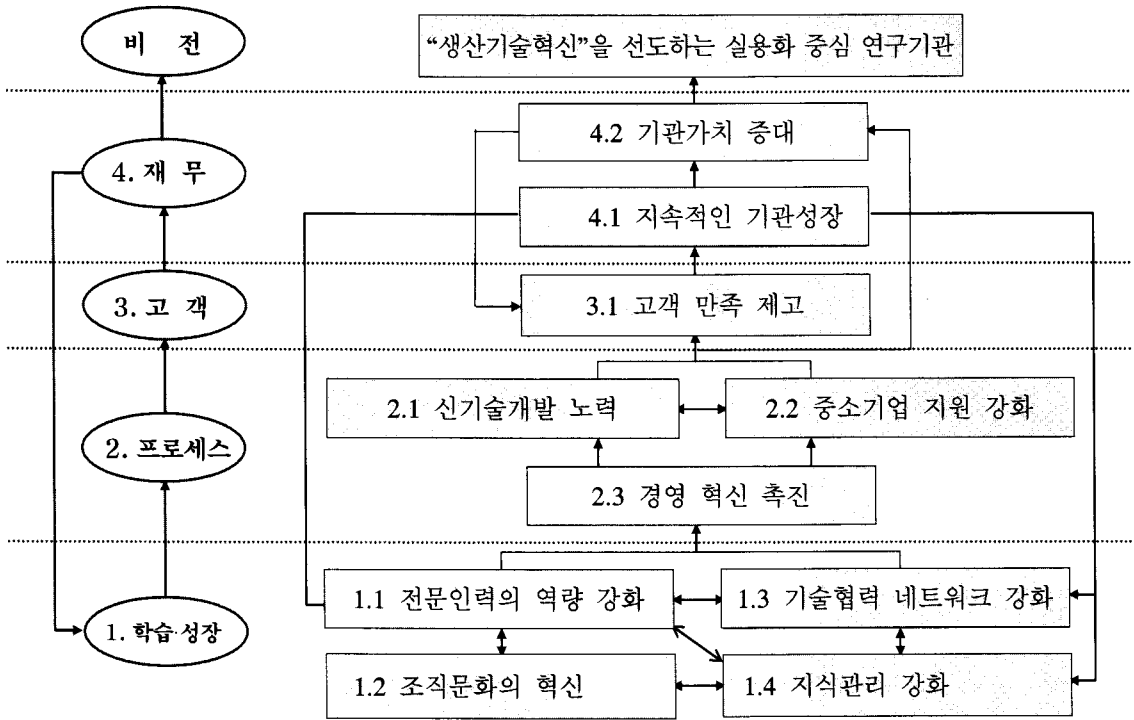 비 전
“생산기술혁신”을 선도하는 실용화 중심 연구기관
4. 재 무
4.2 기관가치 증대
4.1 지속적인 기관성장
3. 고 객
3.1 고객 만족 제고
2. 프로세스
2.1 신기술개발 노력
2.2 중소기업 지원 강화
2.3 경영 혁신 촉진
1. 학습·성장
1.1 전문인력의 역량 강화
1.3 기술협력 네트워크 강화
1.2 조직문화의 혁신
1.4 지식관리 강화